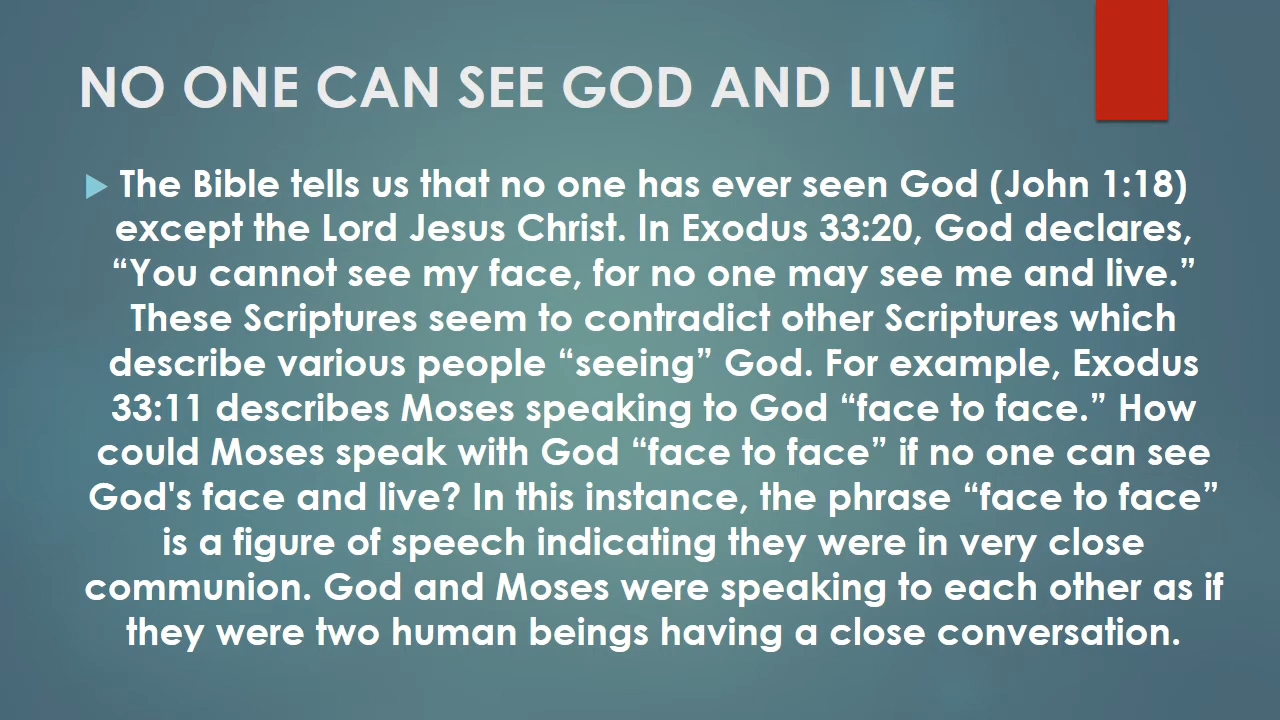 NO ONE CAN SEE GOD AND LIVE
The Bible tells us that no one has ever seen God (John 1:18)
except the Lord Jesus Christ. In Exodus 33:20, God declares,
“You cannot see my face, for no one may see me and live.”
These Scriptures seem to contradict other Scriptures which
describe various people “seeing” God. For example, Exodus
33:11 describes Moses speaking to God “face to face.” How
could Moses speak with God “face to face” if no one can see
God's face and live? In this instance, the phrase “face to face”
is a figure of speech indicating they were in very close
communion. God and Moses were speaking to each other as if
they were two human beings having a close conversation.